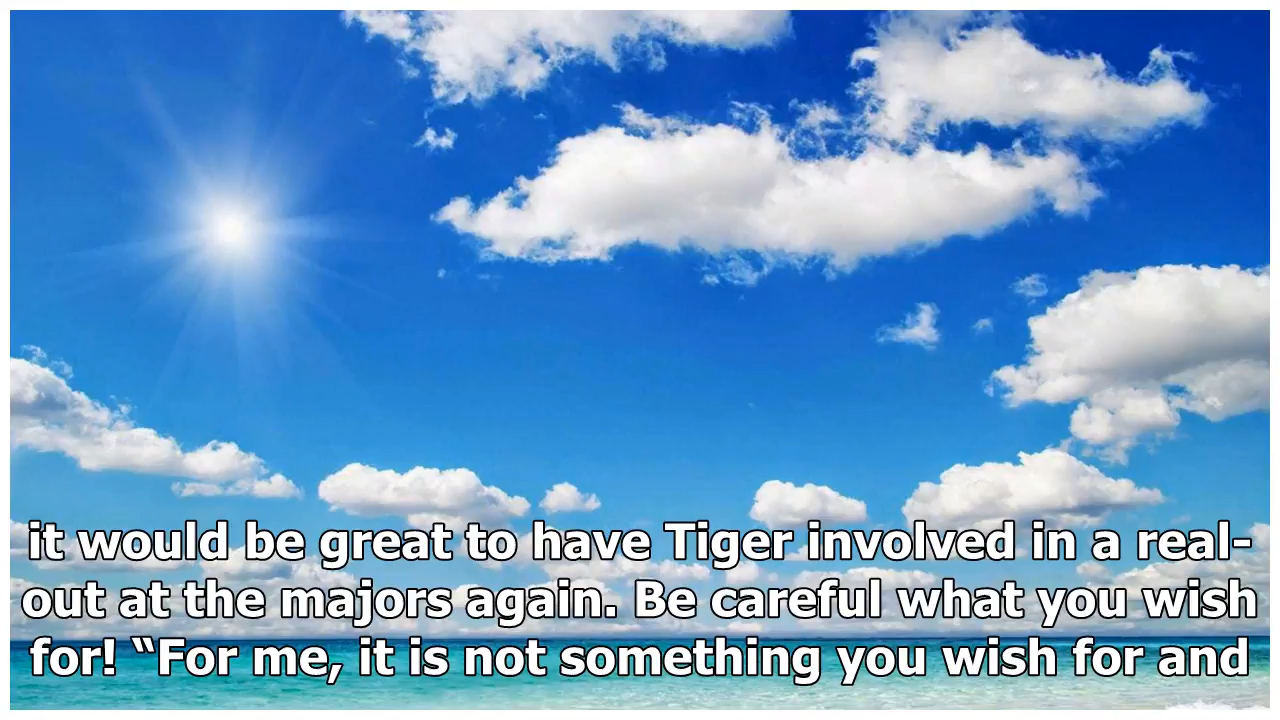 it would be great to have Tiger involved in a real-
out at the majors again. Be careful what you wish
for! “For me, it is not something you wish for and